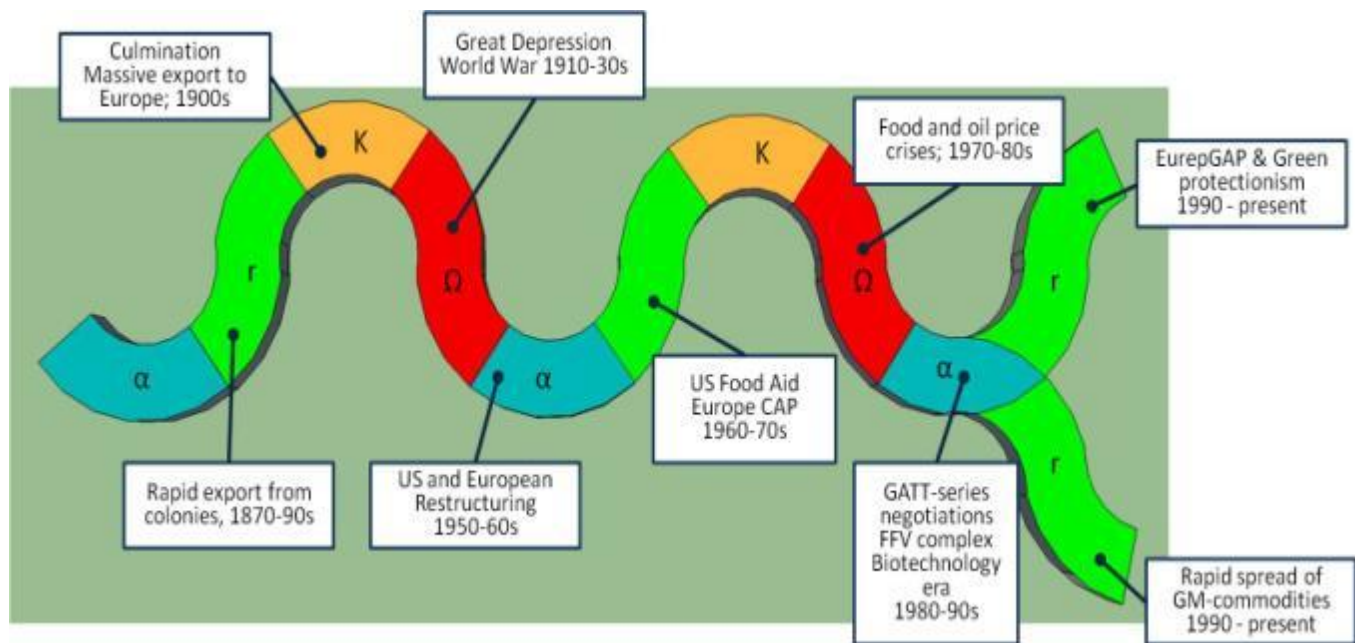 Culmination
Massive export to
Europe; 1900s
Great Depression
World War 1910-30s
Food and oil price
crises; 1970-80s
EurepGAP & Green
protectionism
1990 - present
K
K
r
Ω
Ω
r
α
α
α
r
US Food Aid
Europe CAP
1960-70s
Rapid export from
colonies, 1870-90s
US and European
Restructuring
1950-60s
GATT-series
negotiations
FFV complex
Biotechnology
era
1980-90s
Rapid spread of
GM-commodities
1990 - present